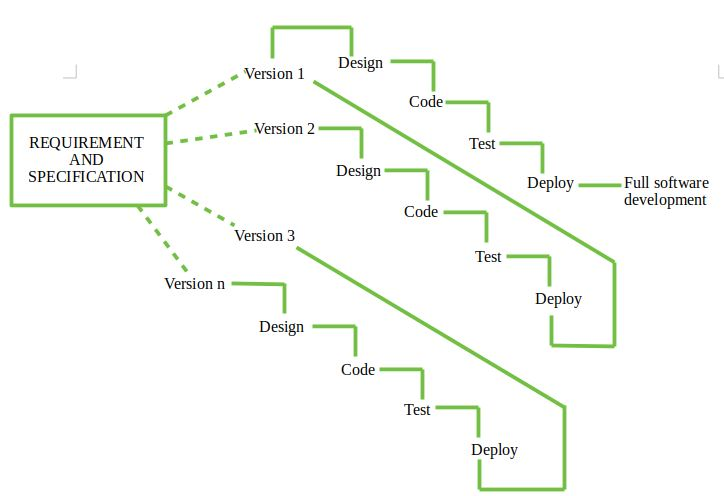 REQUIREMENT
AND
SPECIFICATION
Version 1
Design
Code
Test
Deploy
Full software
development
Version 2
Design
Code
Test
Deploy
Version 3
Version n
Design
Code
Test
Deploy